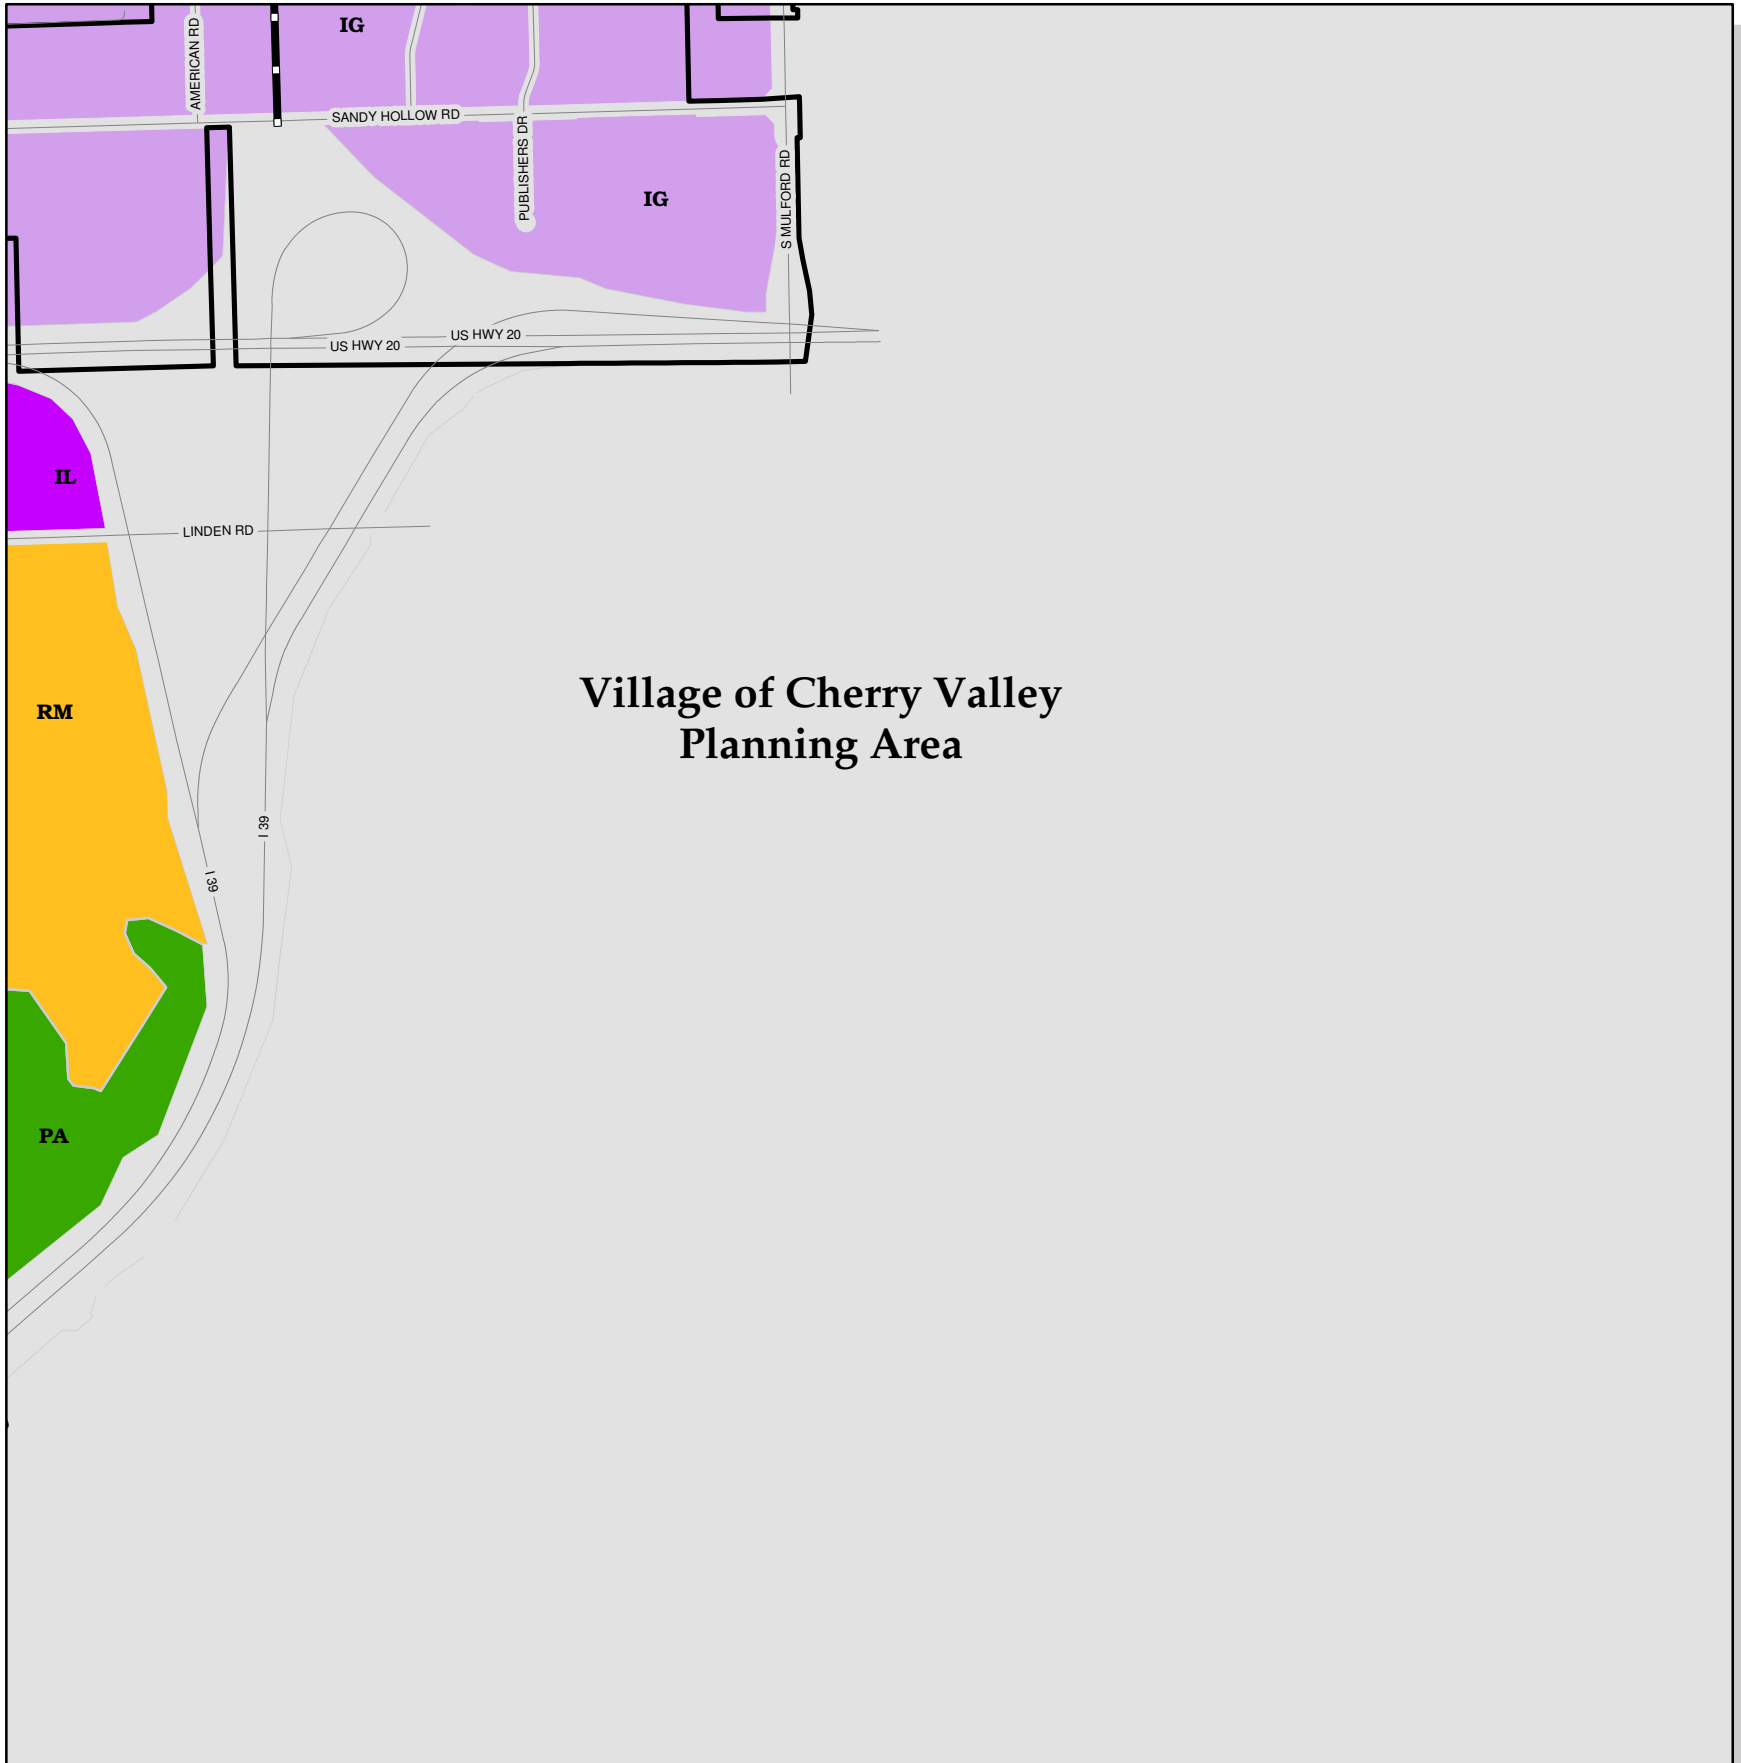 IG
AMERICAN RD
SANDY HOLLOW RD
PUBLISHERS DR
IG
S MULFORD RD
US HWY 20
US HWY 20
IL
LINDEN RD
RM
Village of Cherry Valley
Planning Area
I 39
I 39
PA